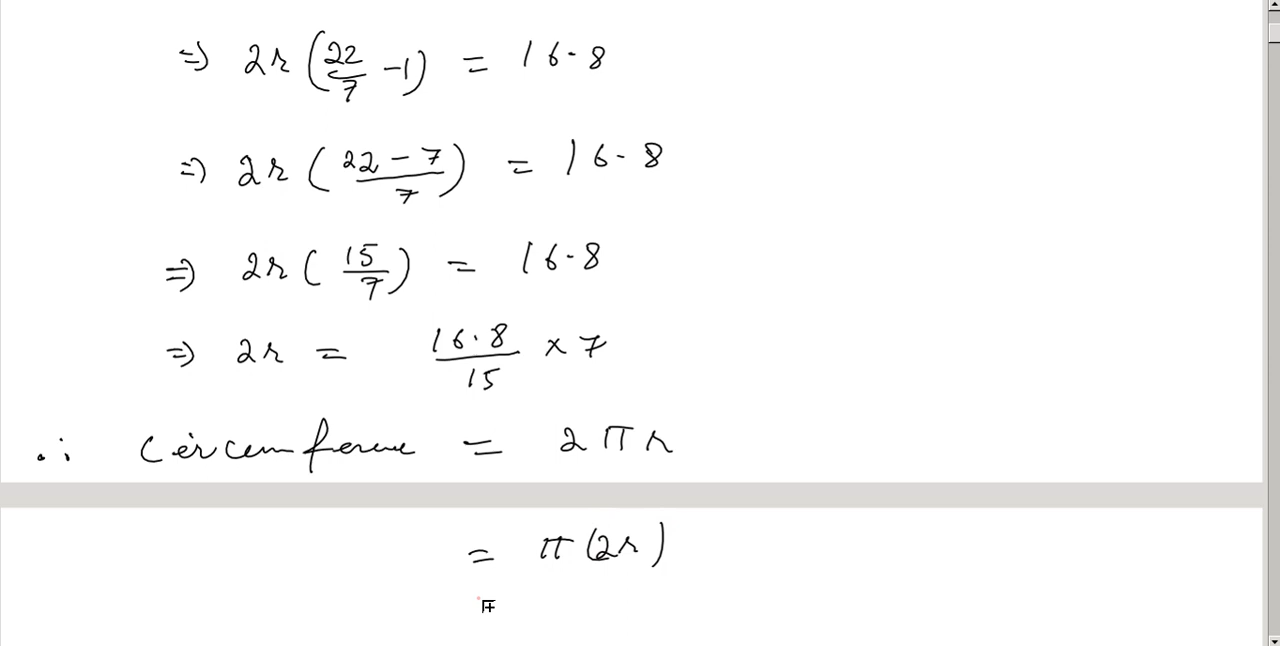 ⇒ 2r (22/7 - 1) = 16.8
⇒ 2r (22 - 7/7) = 16.8
⇒ 2r (15/7) = 16.8
⇒ 2r = 16.8/15 × 7
∴ Circumference = 2πr
= π(2r)